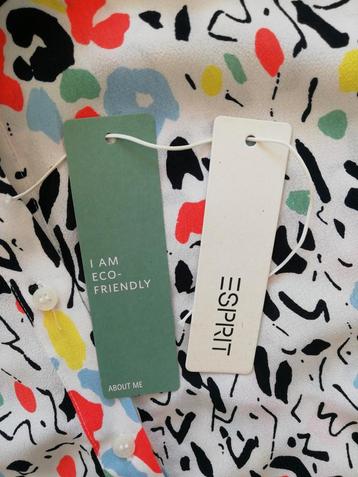 I AM
ECO-
FRIENDLY
ABOUT ME
ESPRIT